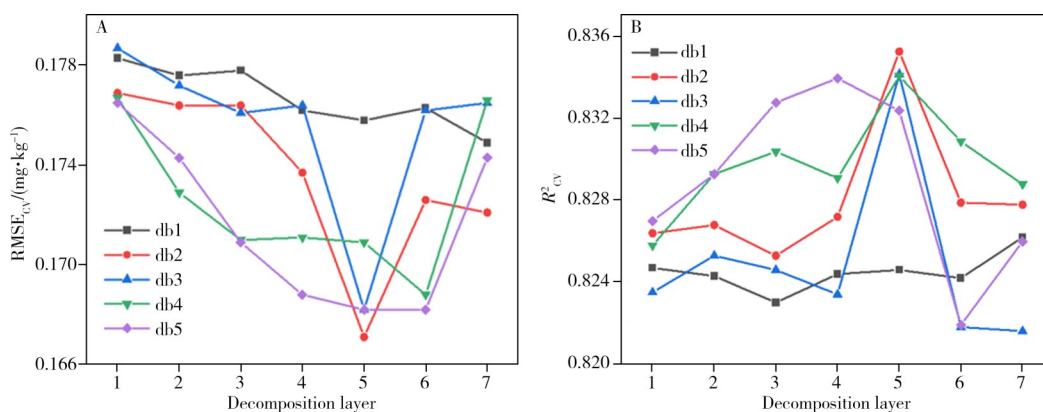 A
0.178
0.174
0.170
0.166
RMSE_CV/(mg·kg⁻¹)
db1
db2
db3
db4
db5
1 2 3 4 5 6 7
Decomposition layer
B
0.836
0.832
0.828
0.824
0.820
R²_CV
db1
db2
db3
db4
db5
1 2 3 4 5 6 7
Decomposition layer